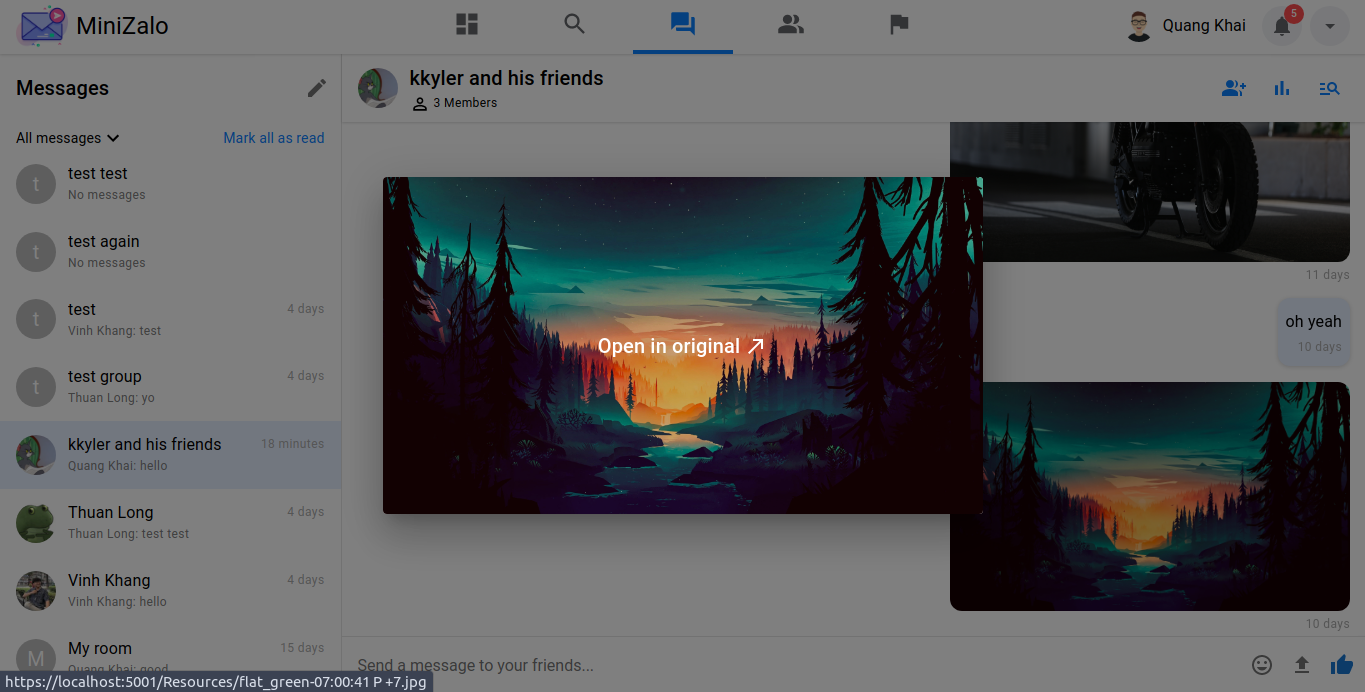 MiniZalo
Quang Khai
5
Messages
All messages
Mark all as read
t
test test
No messages
t
test again
No messages
t
test
4 days
Vinh Khang: test
t
test group
4 days
Thuan Long: yo
kkyler and his friends
18 minutes
Quang Khai: hello
Thuan Long
4 days
Thuan Long: test test
Vinh Khang
4 days
Vinh Khang: hello
M
My room
15 days
Quang Khai: good
https://localhost:5001/Resources/flat_green-07:00:41 P +7.jpg
kkyler and his friends
3 Members
11 days
oh yeah
10 days
Open in original
10 days
Send a message to your friends...